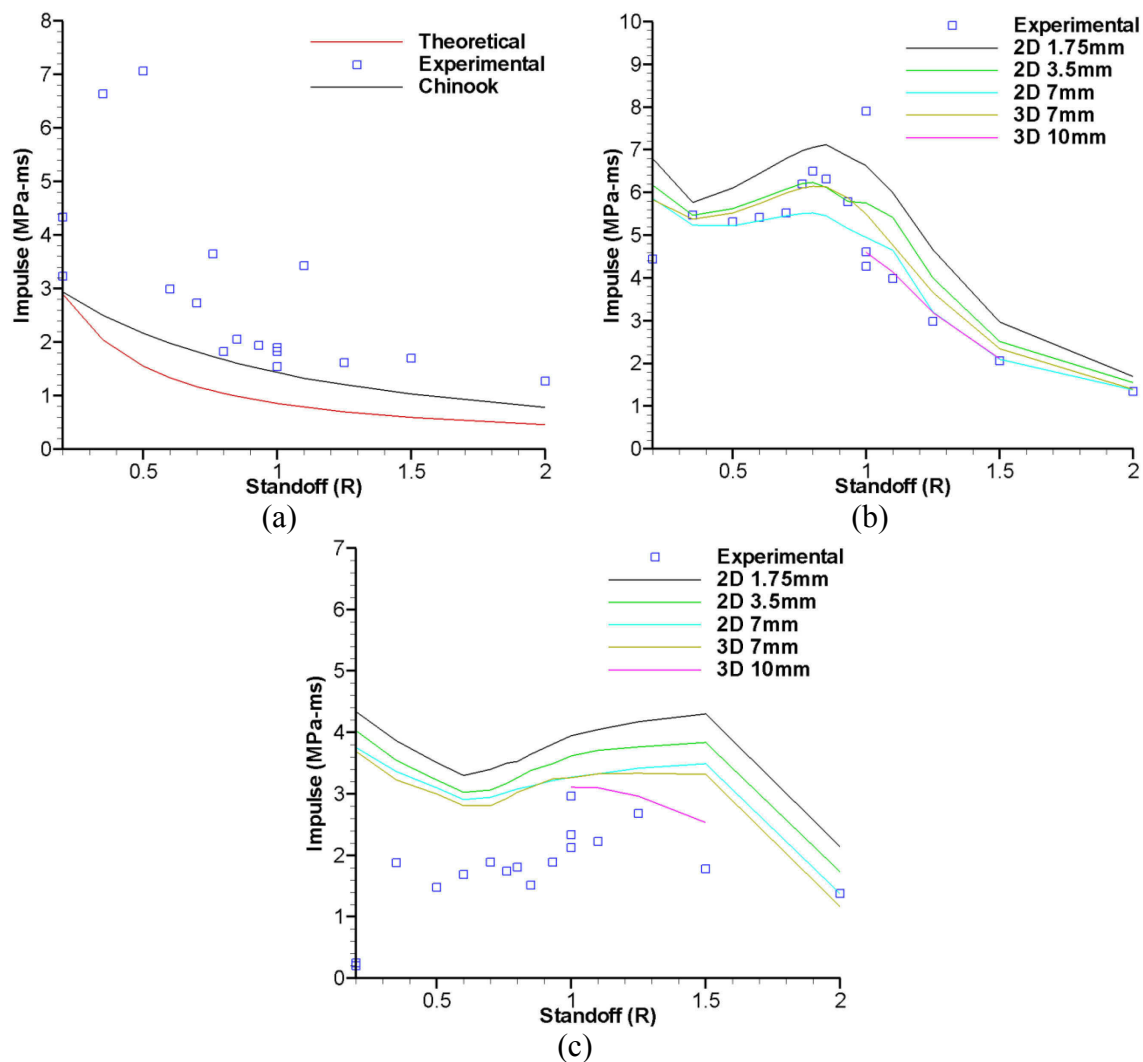 8
7
6
5
4
3
2
1
0
Impulse (MPa-ms)
0.5
1
1.5
2
Standoff (R)
Theoretical
Experimental
Chinook
(a)
10
9
8
7
6
5
4
3
2
1
0
Impulse (MPa-ms)
0.5
1
1.5
2
Standoff (R)
Experimental
2D 1.75mm
2D 3.5mm
2D 7mm
3D 7mm
3D 10mm
(b)
7
6
5
4
3
2
1
0
Impulse (MPa-ms)
0.5
1
1.5
2
Standoff (R)
Experimental
2D 1.75mm
2D 3.5mm
2D 7mm
3D 7mm
3D 10mm
(c)